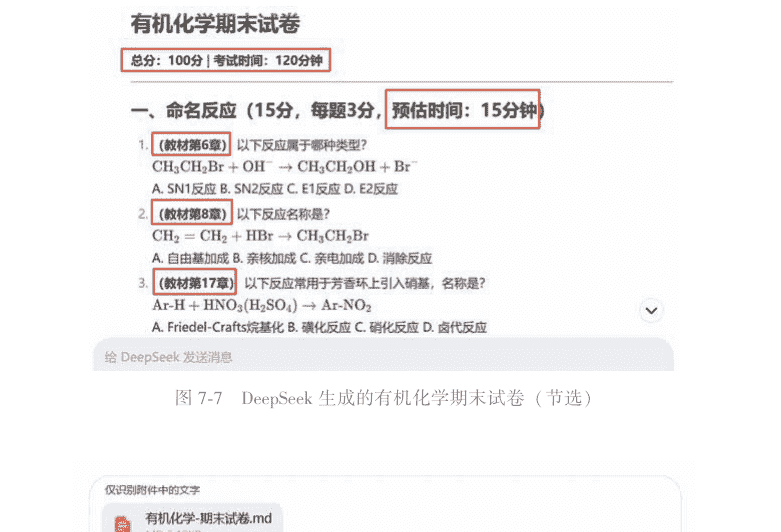 有机化学期末试卷
总分：100分 | 考试时间：120分钟
一、命名反应（15分，每题3分，预估时间：15分钟）
1. （教材第6章） 以下反应属于哪种类型？
CH₃CH₂Br + OH⁻ → CH₃CH₂OH + Br⁻
A. SN1反应 B. SN2反应 C. E1反应 D. E2反应
2. （教材第8章） 以下反应名称是？
CH₂ = CH₂ + HBr → CH₃CH₂Br
A. 自由基加成 B. 亲核加成 C. 亲电加成 D. 消除反应
3. （教材第17章） 以下反应常用于芳香环上引入硝基，名称是？
Ar-H + HNO₃(H₂SO₄) → Ar-NO₂
A. Friedel-Crafts烷基化 B. 磺化反应 C. 硝化反应 D. 卤代反应
给 DeepSeek 发送消息
图 7-7 DeepSeek 生成的有机化学期末试卷（节选）
仅识别附件中的文字
有机化学-期末试卷.md